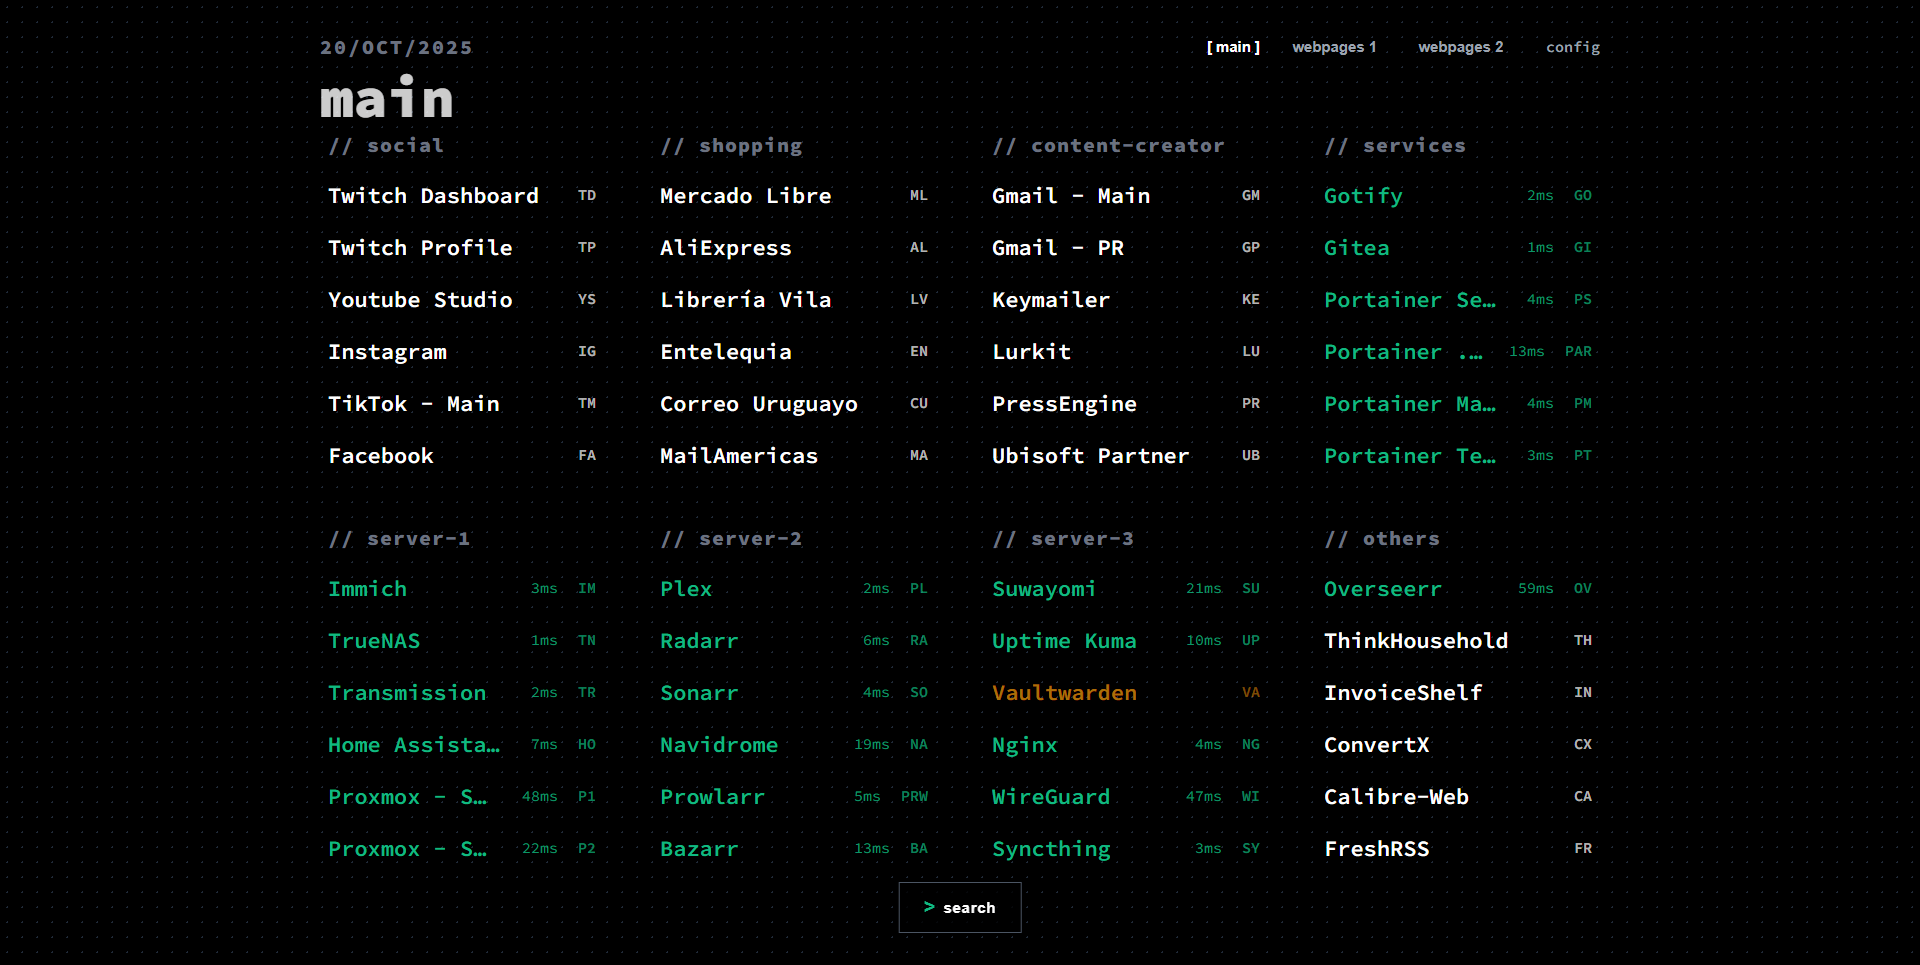 20/OCT/2025
[ main ] webpages 1 webpages 2 config
main
// social
Twitch Dashboard TD
Twitch Profile TP
Youtube Studio YS
Instagram IG
TikTok - Main TM
Facebook FA
// shopping
Mercado Libre ML
AliExpress AL
Librería Vila LV
Entelequia EN
Correo Uruguayo CU
MailAmericas MA
// content-creator
Gmail - Main GM
Gmail - PR GP
Keymailer KE
Lurkit LU
PressEngine PR
Ubisoft Partner UB
// services
Gotify 2ms GO
Gitea 1ms GI
Portainer Se… 4ms PS
Portainer .… 13ms PAR
Portainer Ma… 4ms PM
Portainer Te… 3ms PT
// server-1
Immich 3ms IM
TrueNAS 1ms TN
Transmission 2ms TR
Home Assista… 7ms HO
Proxmox - S… 48ms P1
Proxmox - S… 22ms P2
// server-2
Plex 2ms PL
Radarr 6ms RA
Sonarr 4ms SO
Navidrome 19ms NA
Prowlarr 5ms PRW
Bazarr 13ms BA
// server-3
Suwayomi 21ms SU
Uptime Kuma 10ms UP
Vaultwarden VA
Nginx 4ms NG
WireGuard 47ms WI
Syncthing 3ms SY
// others
Overseerr 59ms OV
ThinkHousehold TH
InvoiceShelf IN
ConvertX CX
Calibre-Web CA
FreshRSS FR
> search